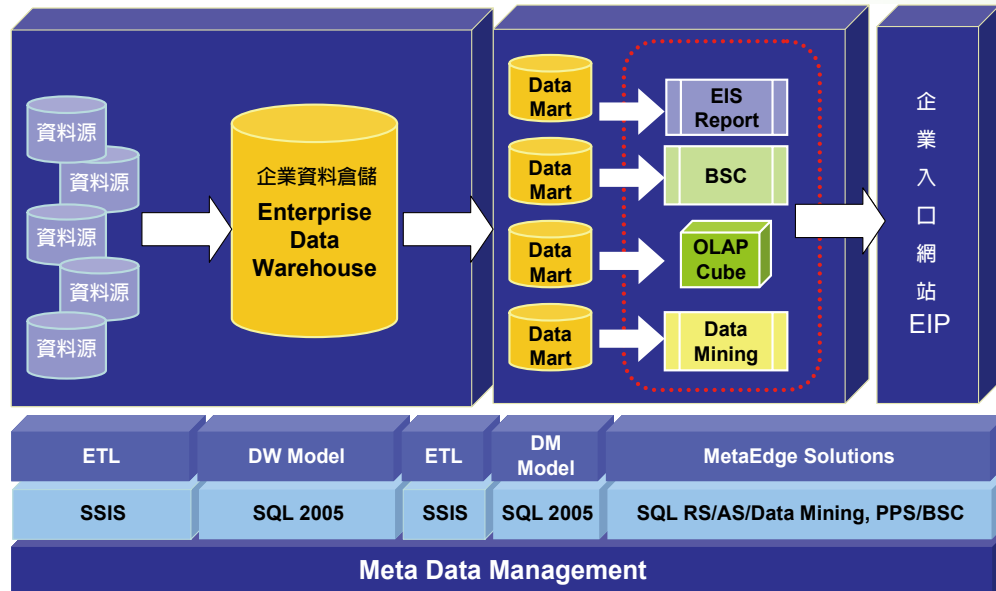 資料源
資料源
資料源
資料源
資料源
企業資料倉儲
Enterprise
Data
Warehouse
Data
Mart
Data
Mart
Data
Mart
Data
Mart
EIS
Report
BSC
OLAP
Cube
Data
Mining
企
業
入
口
網
站
EIP
ETL
DW Model
ETL
DM
Model
MetaEdge Solutions
SSIS
SQL 2005
SSIS
SQL 2005
SQL RS/AS/Data Mining, PPS/BSC
Meta Data Management